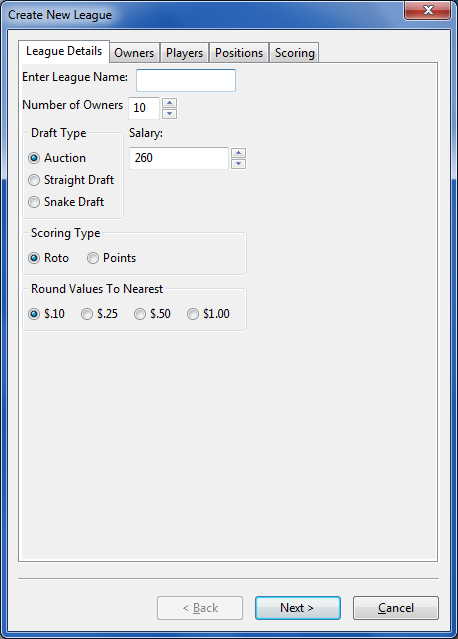 Create New League
League Details Owners Players Positions Scoring
Enter League Name:
Number of Owners 10
Draft Type Salary:
Auction 260
Straight Draft
Snake Draft
Scoring Type
Roto Points
Round Values To Nearest
$.10 $.25 $.50 $1.00
< Back Next > Cancel